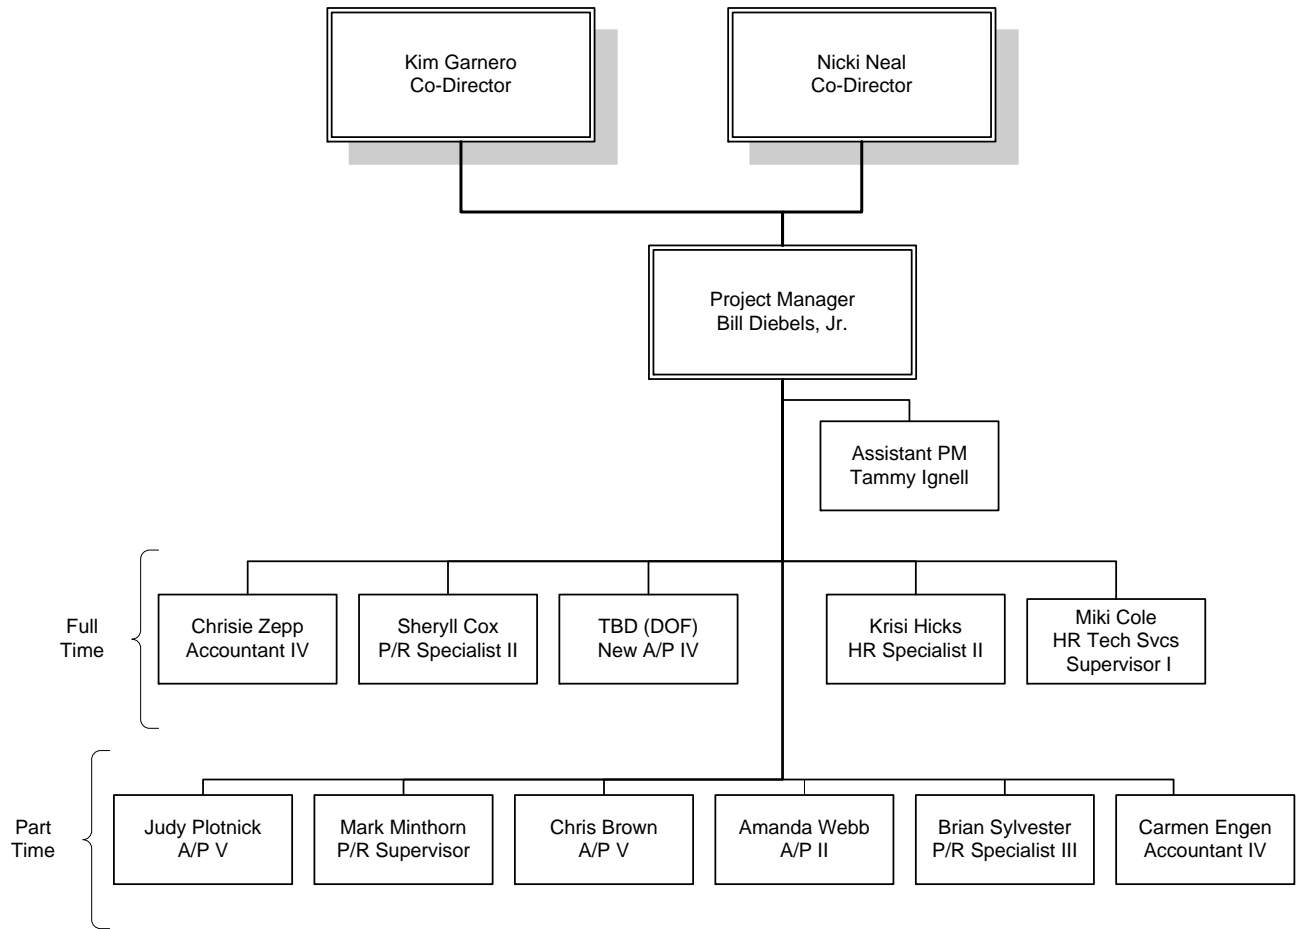 Kim Garnero
Co-Director
Nicki Neal
Co-Director
Project Manager
Bill Diebels, Jr.
Assistant PM
Tammy Ignell
Full
Time
Chrisie Zepp
Accountant IV
Sheryll Cox
P/R Specialist II
TBD (DOF)
New A/P IV
Krisi Hicks
HR Specialist II
Miki Cole
HR Tech Svcs
Supervisor I
Part
Time
Judy Plotnick
A/P V
Mark Minthorn
P/R Supervisor
Chris Brown
A/P V
Amanda Webb
A/P II
Brian Sylvester
P/R Specialist III
Carmen Engen
Accountant IV